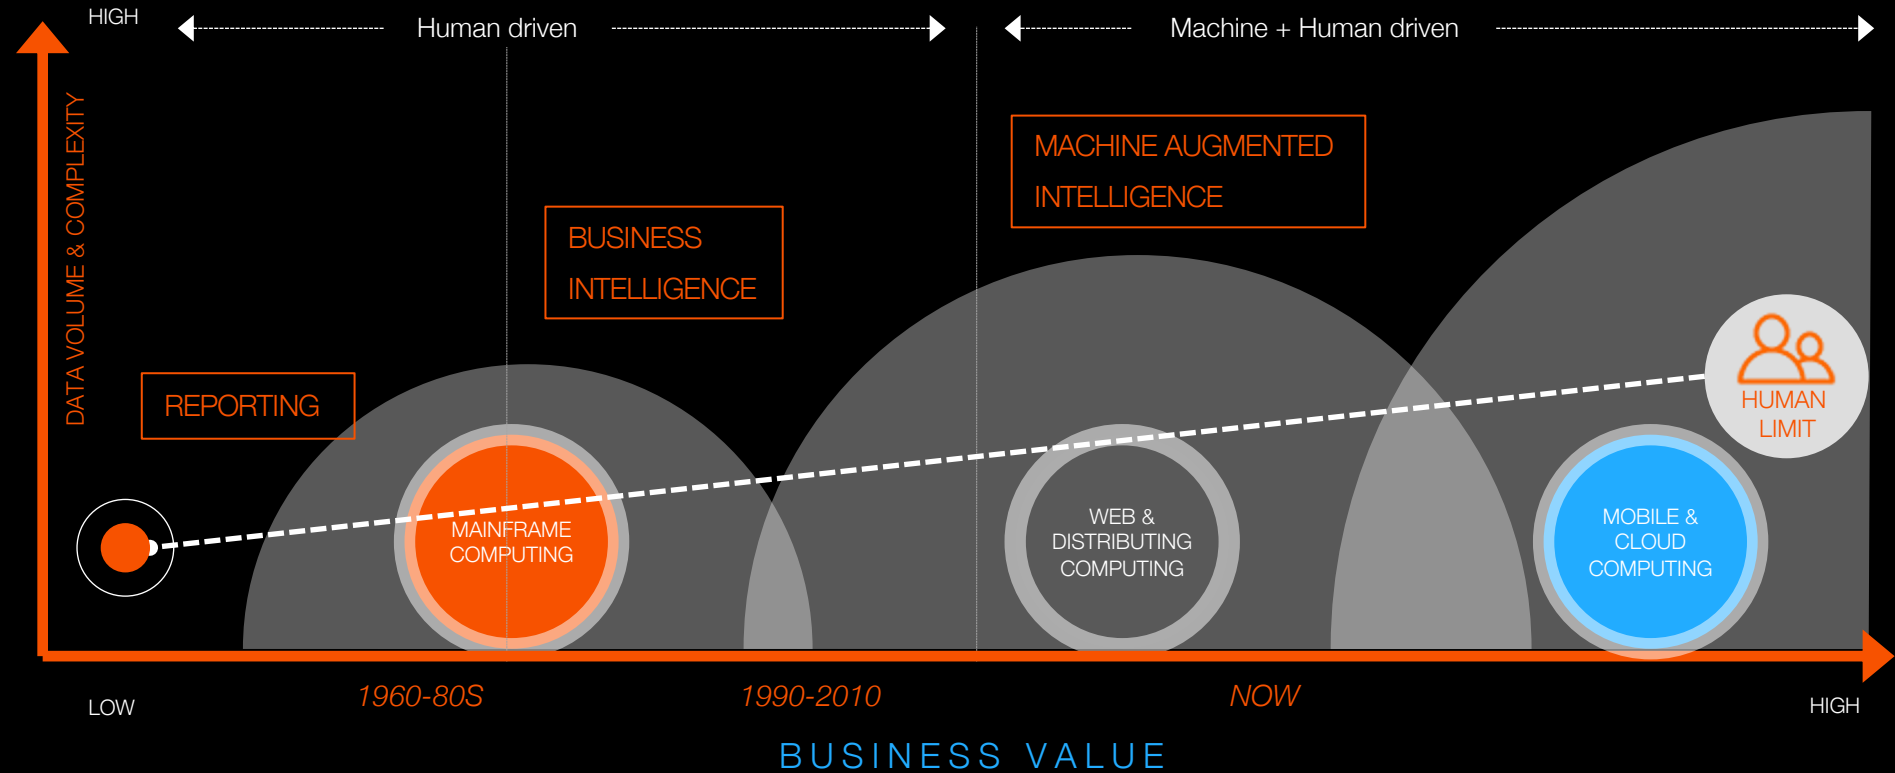 HIGH
Human driven
Machine + Human driven
DATA VOLUME & COMPLEXITY
MACHINE AUGMENTED
INTELLIGENCE
BUSINESS
INTELLIGENCE
REPORTING
HUMAN
LIMIT
MAINFRAME
COMPUTING
WEB &
DISTRIBUTING
COMPUTING
MOBILE &
CLOUD
COMPUTING
LOW
1960-80S
1990-2010
NOW
HIGH
BUSINESS VALUE